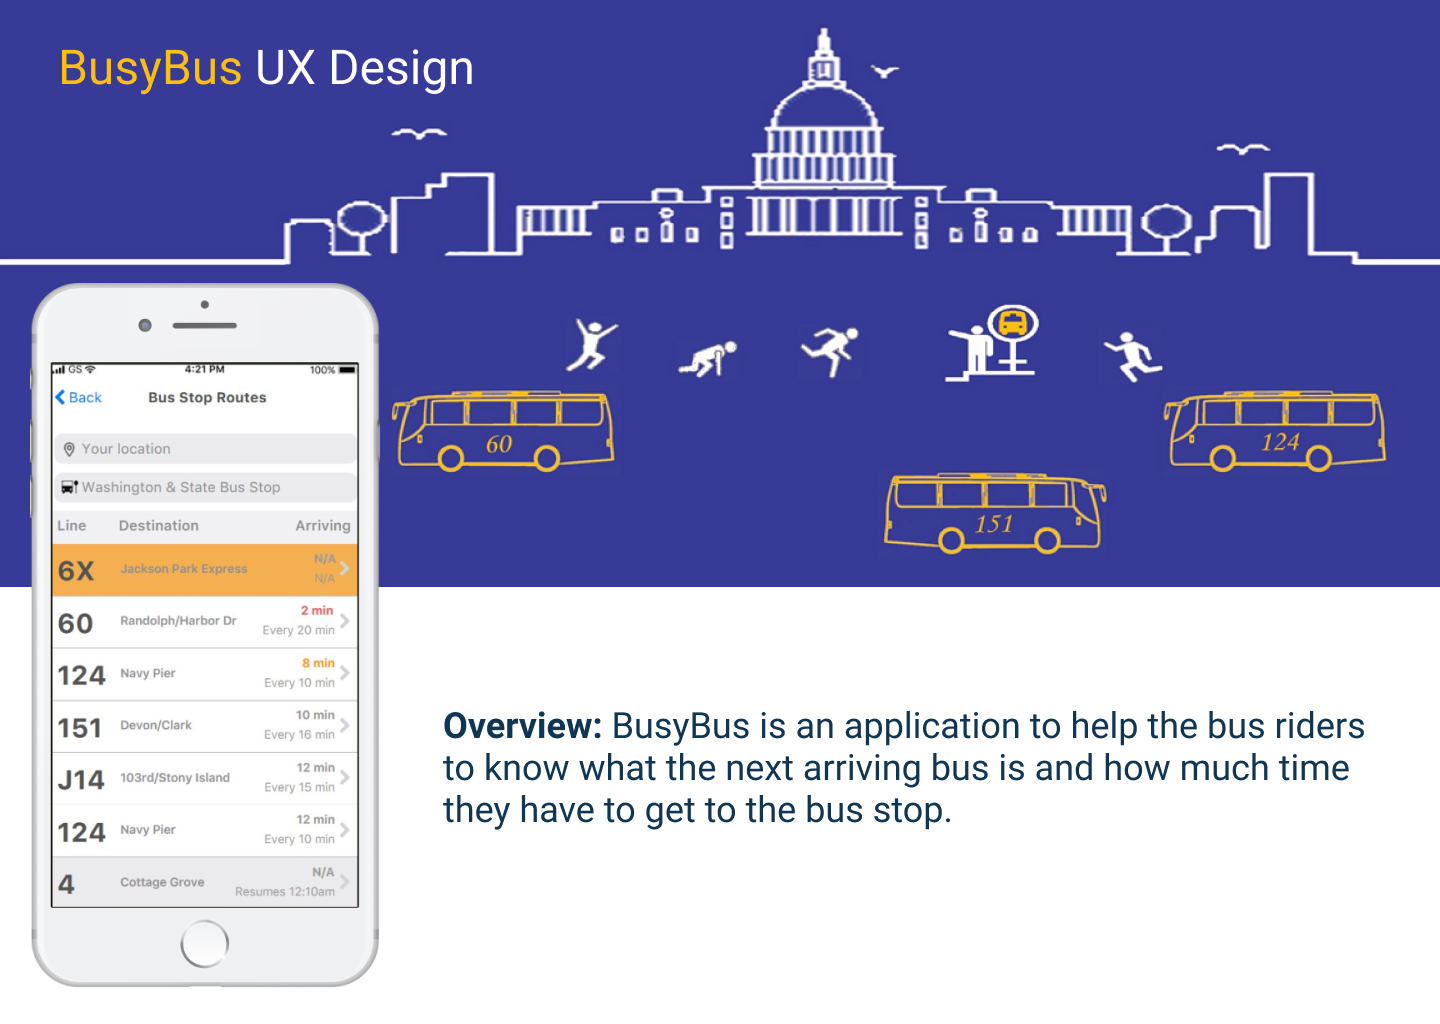 BusyBus UX Design
60
124
151
GS 4:21 PM 100%
Back Bus Stop Routes
Your location
Washington & State Bus Stop
Line Destination Arriving
6X Jackson Park Express N/A
N/A
60 Randolph/Harbor Dr 2 min
Every 20 min
124 Navy Pier 8 min
Every 10 min
151 Devon/Clark 10 min
Every 16 min
J14 103rd/Stony Island 12 min
Every 15 min
124 Navy Pier 12 min
Every 10 min
4 Cottage Grove N/A
Resumes 12:10am
Overview: BusyBus is an application to help the bus riders
to know what the next arriving bus is and how much time
they have to get to the bus stop.